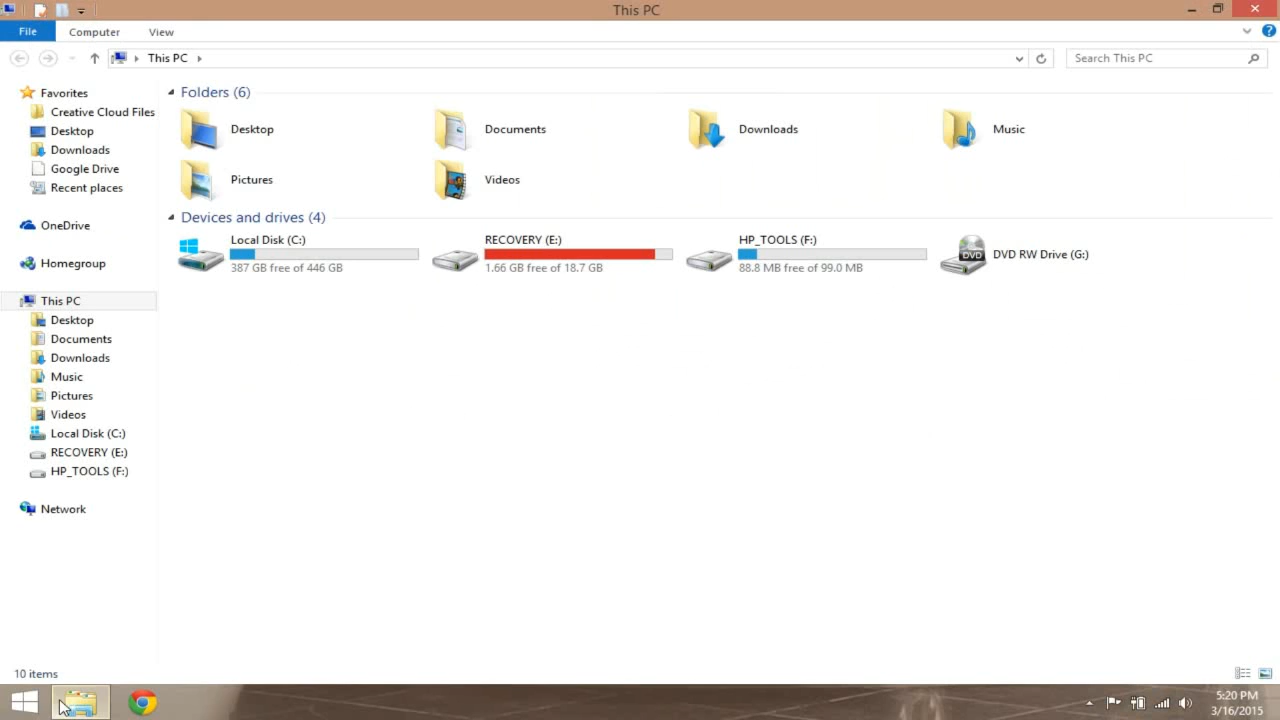 This PC
File
Computer
View
This PC
Search This PC
Favorites
Creative Cloud Files
Desktop
Downloads
Google Drive
Recent places
OneDrive
Homegroup
This PC
Desktop
Documents
Downloads
Music
Pictures
Videos
Local Disk (C:)
RECOVERY (E:)
HP_TOOLS (F:)
Network
Folders (6)
Desktop
Documents
Downloads
Music
Pictures
Videos
Devices and drives (4)
Local Disk (C:)
387 GB free of 446 GB
RECOVERY (E:)
1.66 GB free of 18.7 GB
HP_TOOLS (F:)
88.8 MB free of 99.0 MB
DVD
DVD RW Drive (G:)
10 items
5:20 PM
3/16/2015